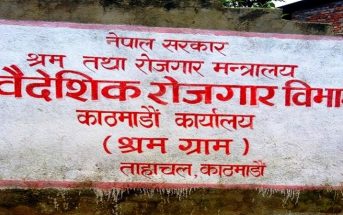 नेपाल सरकार
श्रम तथा रोजगार मन्त्रालय
वैदेशिक रोजगार विभाग
काठमाडौं कार्यालय
( श्रम ग्राम )
ताहाचल, काठमाडौं